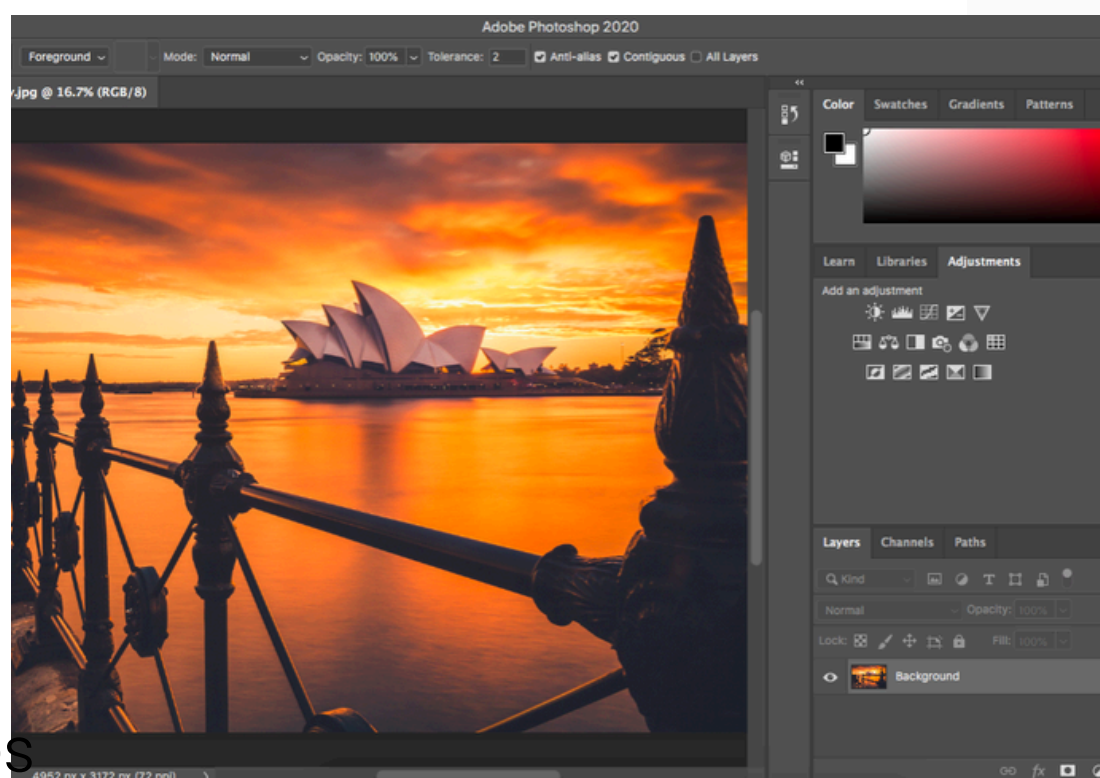 Adobe Photoshop 2020
Foreground Mode: Normal Opacity: 100% Tolerance: 2 Anti-alias Contiguous All Layers
.jpg @ 16.7% (RGB/8)
Color Swatches Gradients Patterns
Learn Libraries Adjustments
Add an adjustment
Layers Channels Paths
Kind
Normal Opacity: 100%
Lock: Fill: 100%
Background
fx
s
4952 px x 3172 px (72 ppi)